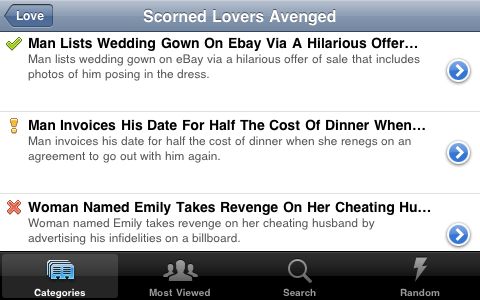 Love
Scorned Lovers Avenged
Man Lists Wedding Gown On Ebay Via A Hilarious Offer...
Man lists wedding gown on eBay via a hilarious offer of sale that includes
photos of him posing in the dress.
Man Invoices His Date For Half The Cost Of Dinner When...
Man invoices his date for half the cost of dinner when she renegs on an
agreement to go out with him again.
Woman Named Emily Takes Revenge On Her Cheating Hu...
Woman named Emily takes revenge on her cheating husband by
advertising his infidelities on a billboard.
Categories
Most Viewed
Search
Random